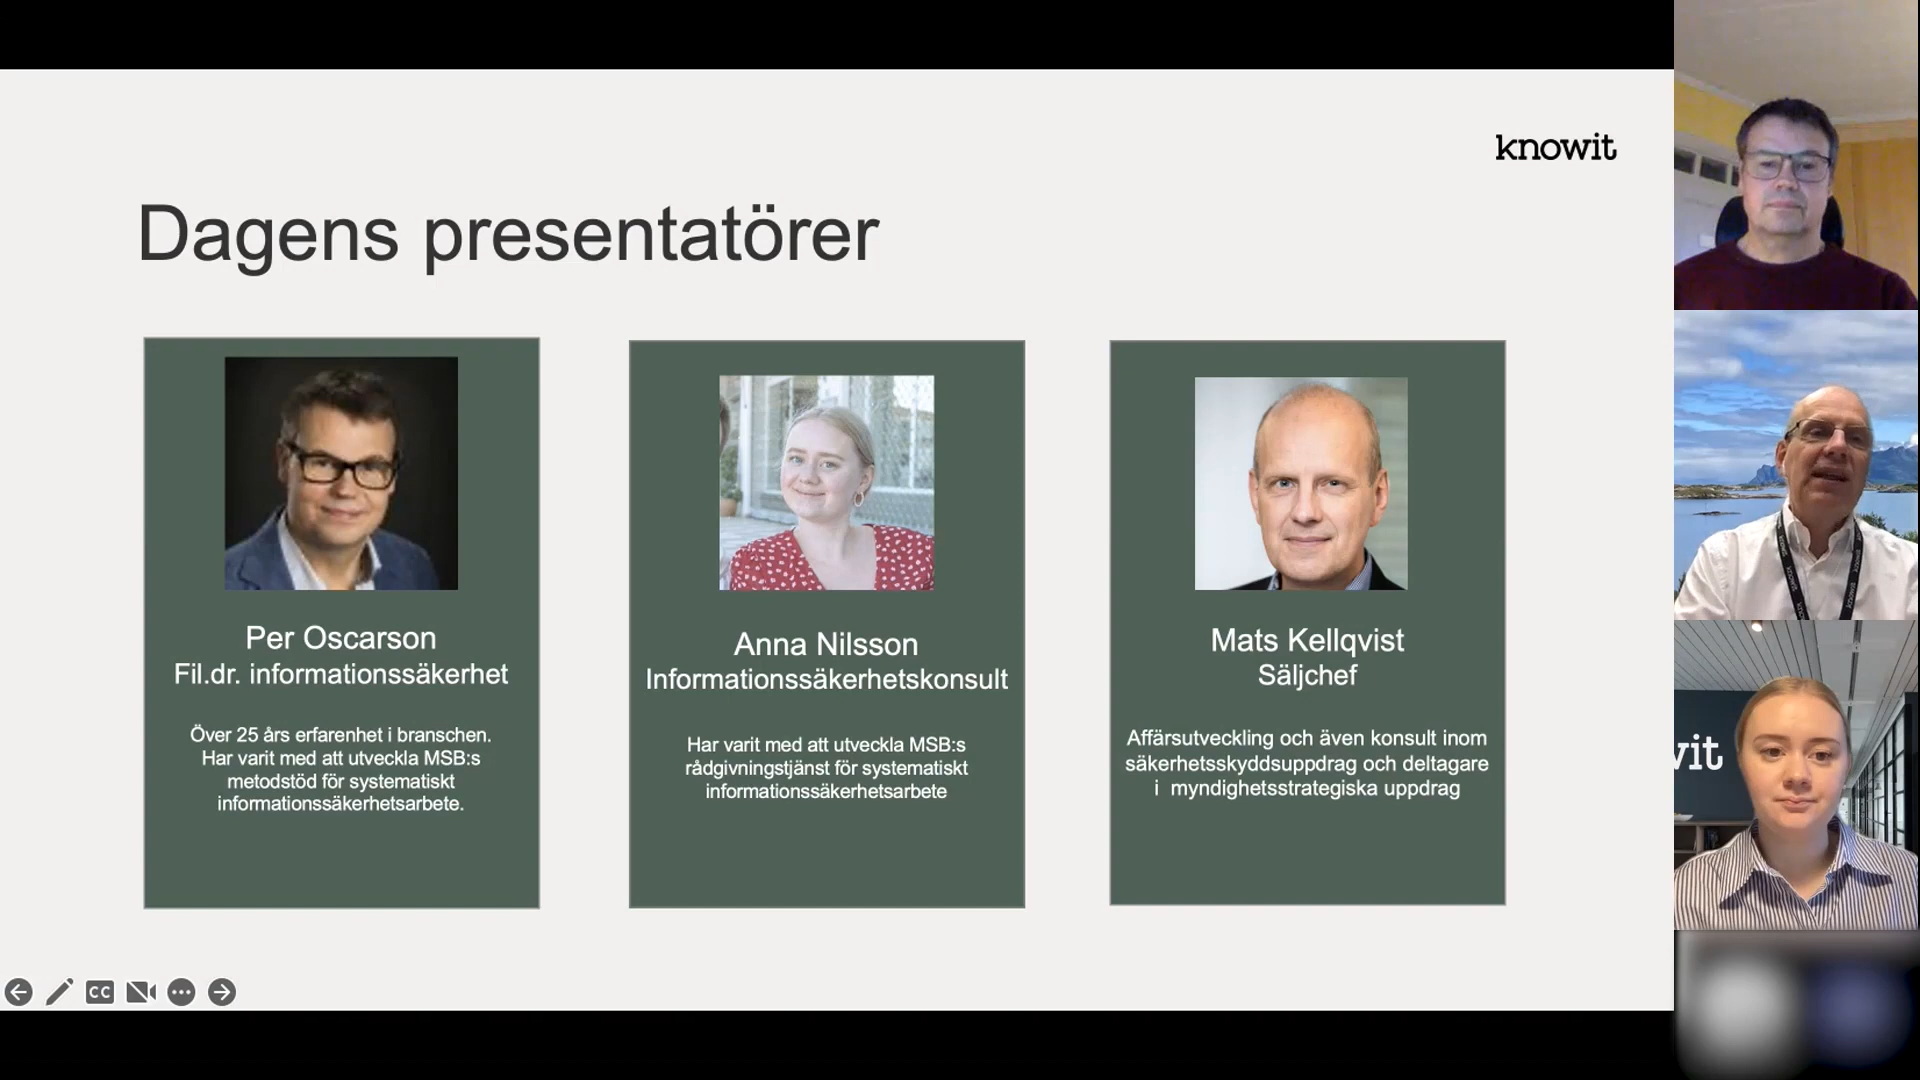 knowit
Dagens presentatörer
Per Oscarson
Fil.dr. informationssäkerhet
Över 25 års erfarenhet i branschen.
Har varit med att utveckla MSB:s
metodstöd för systematiskt
informationssäkerhetsarbete.
Anna Nilsson
Informationssäkerhetskonsult
Har varit med att utveckla MSB:s
rådgivningstjänst för systematiskt
informationssäkerhetsarbete
Mats Kellqvist
Säljchef
Affärsutveckling och även konsult inom
säkerhetsskyddsuppdrag och deltagare
i myndighetsstrategiska uppdrag
CC
wit